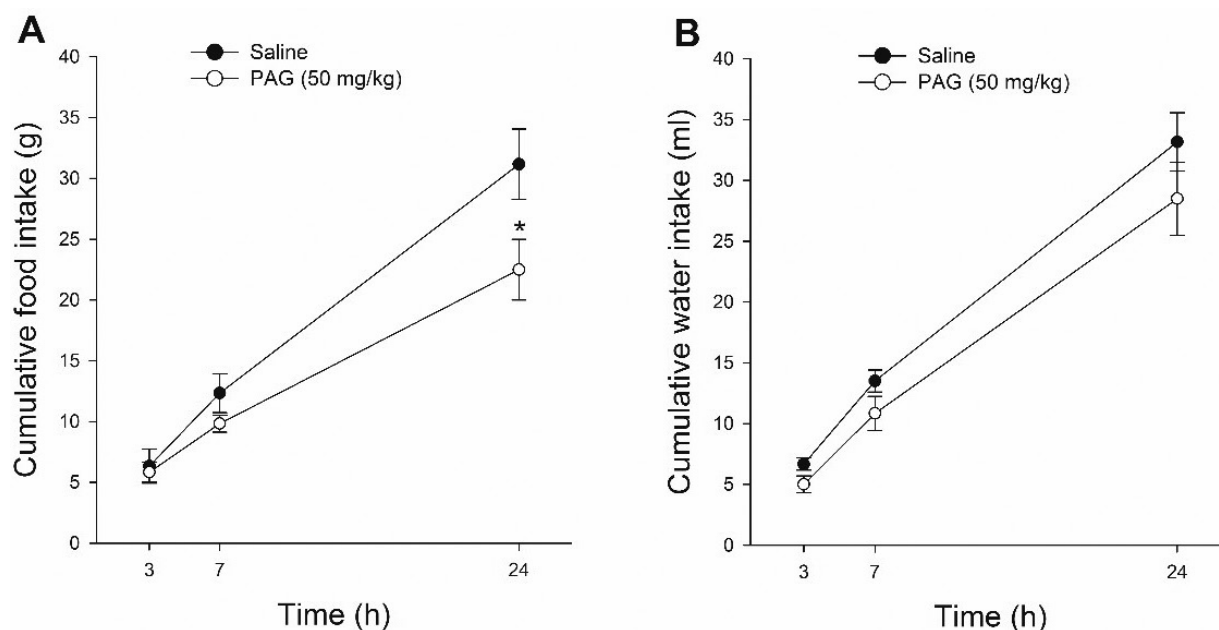 A
Saline
PAG (50 mg/kg)
40
35
30
25
20
15
10
5
0
Cumulative food intake (g)
*
3 7 24
Time (h)
B
Saline
PAG (50 mg/kg)
40
35
30
25
20
15
10
5
0
Cumulative water intake (ml)
3 7 24
Time (h)